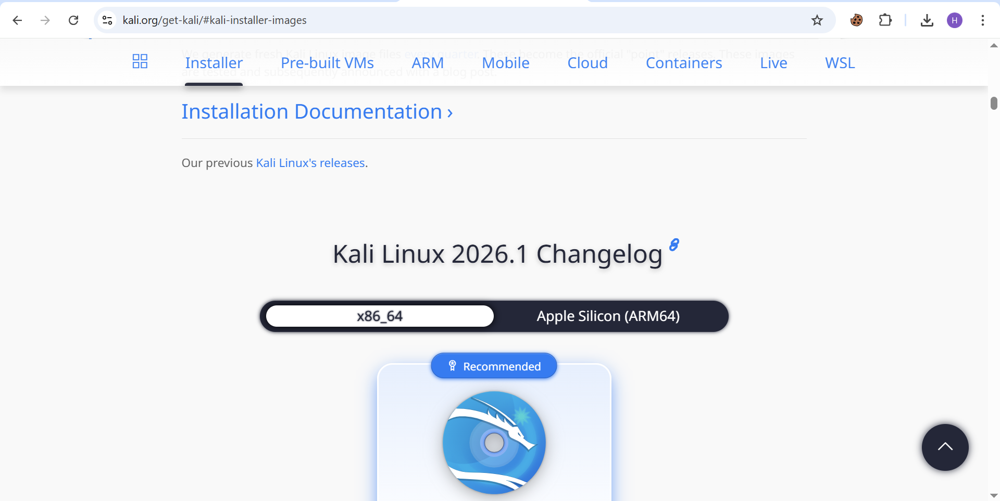 kali.org/get-kali/#kali-installer-images
H
We generate fresh Kali Linux image files every quarter. These become the official "point" releases. These images
are tested and subsequently announced with a blog post.
Installer Pre-built VMs ARM Mobile Cloud Containers Live WSL
Installation Documentation ›
Our previous Kali Linux's releases.
Kali Linux 2026.1 Changelog
x86_64 Apple Silicon (ARM64)
Recommended